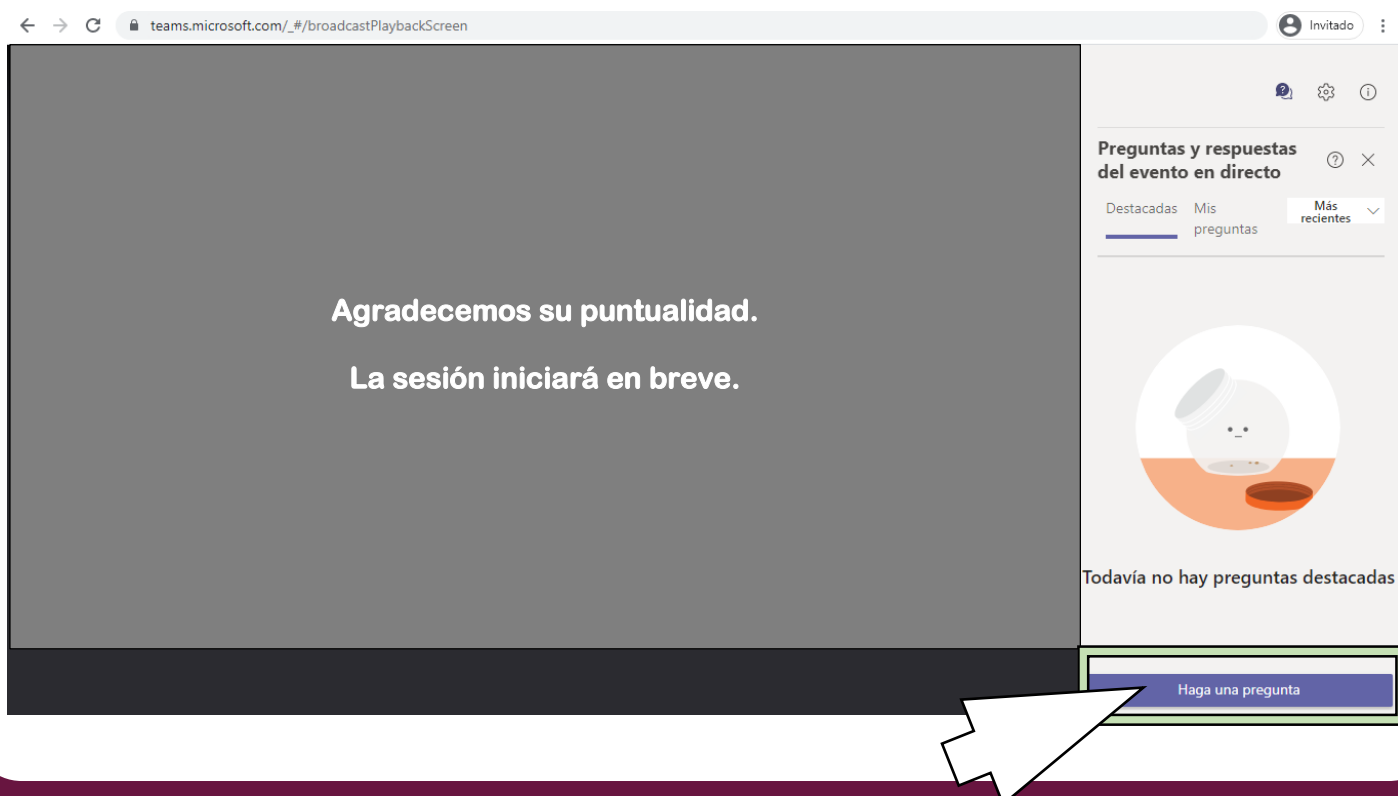 teams.microsoft.com/_#/broadcastPlaybackScreen
Invitado
Preguntas y respuestas
del evento en directo
Destacadas
Mis
preguntas
Más
recientes
Agradecemos su puntualidad.
La sesión iniciará en breve.
Todavía no hay preguntas destacadas
Haga una pregunta